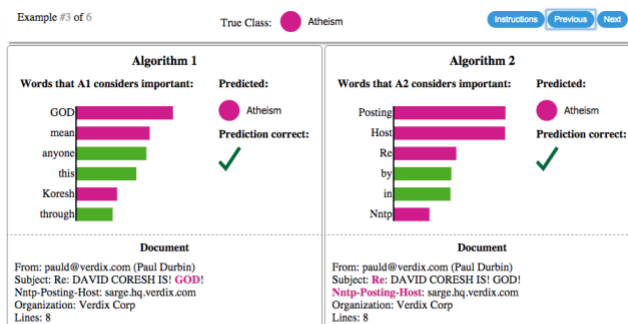 Example #3 of 6
True Class: Atheism
Instructions Previous Next
Algorithm 1
Words that A1 considers important: Predicted:
GOD
mean
anyone
this
Koresh
through
Atheism
Prediction correct:
Document
From: pauld@verdix.com (Paul Durbin)
Subject: Re: DAVID CORESH IS! GOD!
Nntp-Posting-Host: sarge.hq.verdix.com
Organization: Verdix Corp
Lines: 8
Algorithm 2
Words that A2 considers important: Predicted:
Posting
Host
Re
by
in
Nntp
Atheism
Prediction correct:
Document
From: pauld@verdix.com (Paul Durbin)
Subject: Re: DAVID CORESH IS! GOD!
Nntp-Posting-Host: sarge.hq.verdix.com
Organization: Verdix Corp
Lines: 8